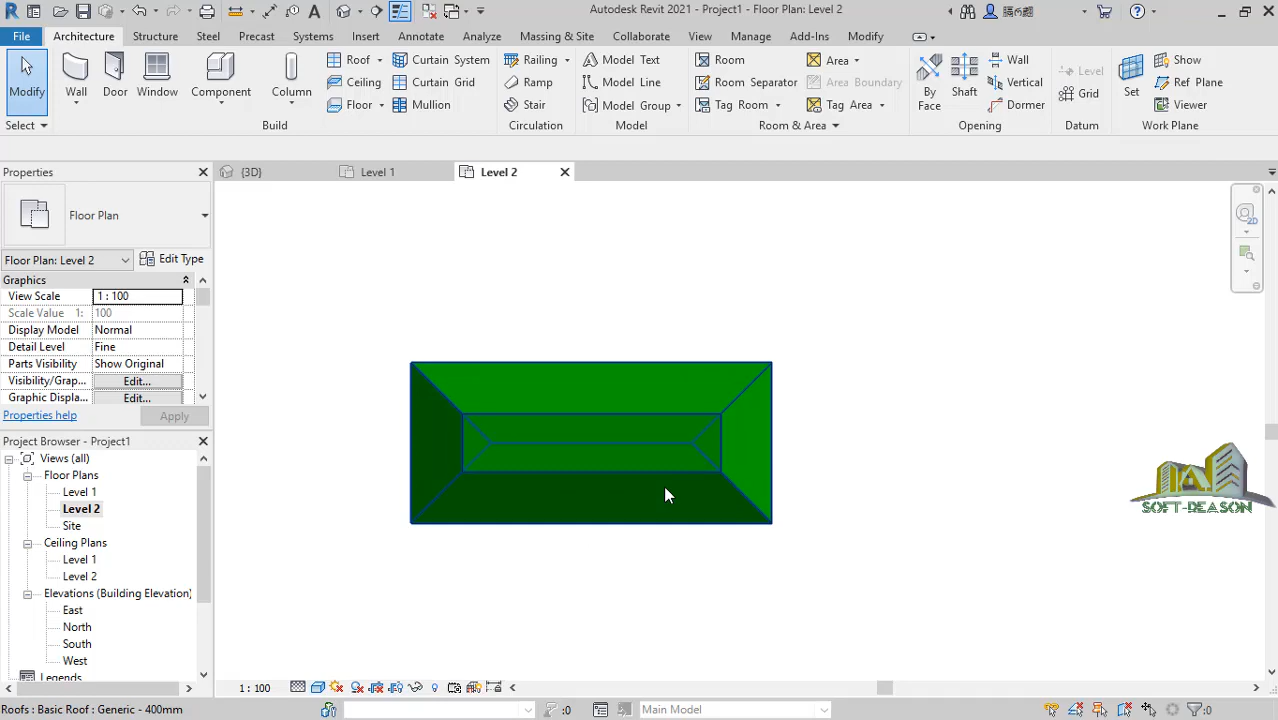 Autodesk Revit 2021 - Project1 - Floor Plan: Level 2
File Architecture Structure Steel Precast Systems Insert Annotate Analyze Massing & Site Collaborate View Manage Add-Ins Modify
Modify Wall Door Window Component Column
Roof Curtain System Railing Model Text Room Area
Ceiling Curtain Grid Ramp Model Line Room Separator Area Boundary
Floor Mullion Stair Model Group Tag Room Tag Area
By Face Shaft Wall Vertical Dormer Level Grid Set Show Ref Plane Viewer
Select Build Circulation Model Room & Area Opening Datum Work Plane
Properties
{3D} Level 1 Level 2
Floor Plan
Floor Plan: Level 2 Edit Type
Graphics
View Scale 1 : 100
Scale Value 1: 100
Display Model Normal
Detail Level Fine
Parts Visibility Show Original
Visibility/Grap... Edit...
Graphic Displa... Edit...
Properties help Apply
Project Browser - Project1
Views (all)
Floor Plans
Level 1
Level 2
Site
Ceiling Plans
Level 1
Level 2
Elevations (Building Elevation)
East
North
South
West
Legends
2D
SOFT-REASON
1 : 100
Roofs : Basic Roof : Generic - 400mm :0 Main Model :0